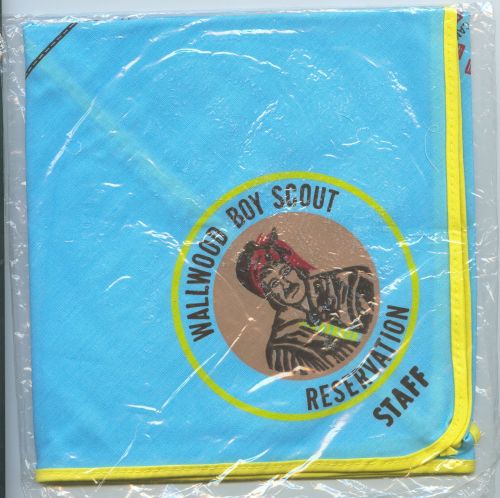 WALLWOOD BOY SCOUT
RESERVATION
STAFF